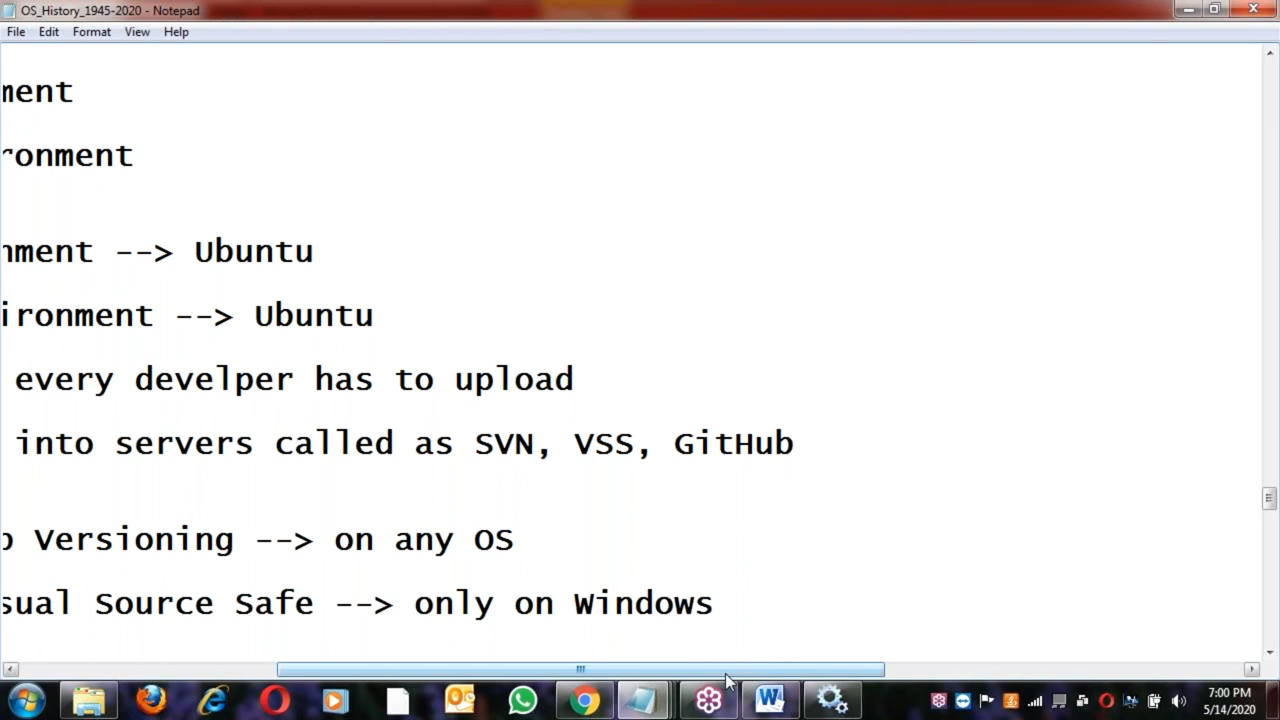 OS_History_1945-2020 - Notepad
File Edit Format View Help
ment
ronment
nment --> Ubuntu
ironment --> Ubuntu
every develper has to upload
into servers called as SVN, VSS, GitHub
Versioning --> on any OS
sual Source Safe --> only on Windows
7:00 PM
5/14/2020